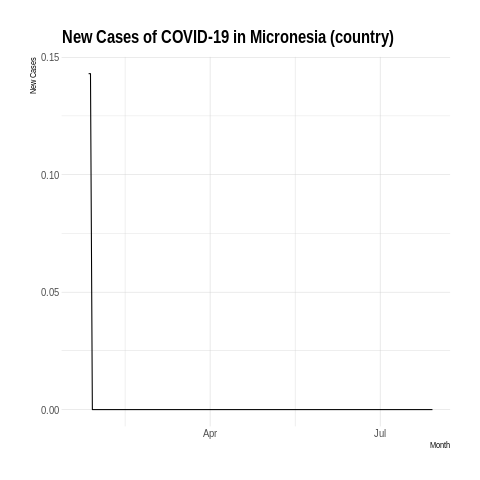 New Cases of COVID-19 in Micronesia (country)
New Cases
0.15
0.10
0.05
0.00
Apr
Jul
Month